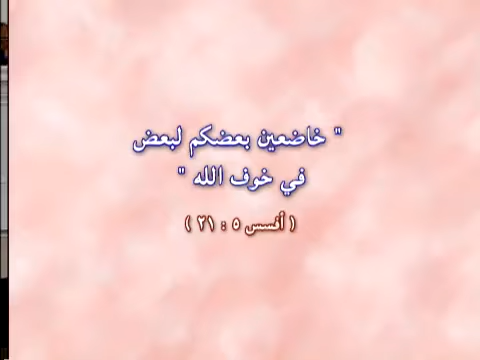 " خاضعين بعضكم لبعض
في خوف الله "
( أفسس ٥ : ٢١ )